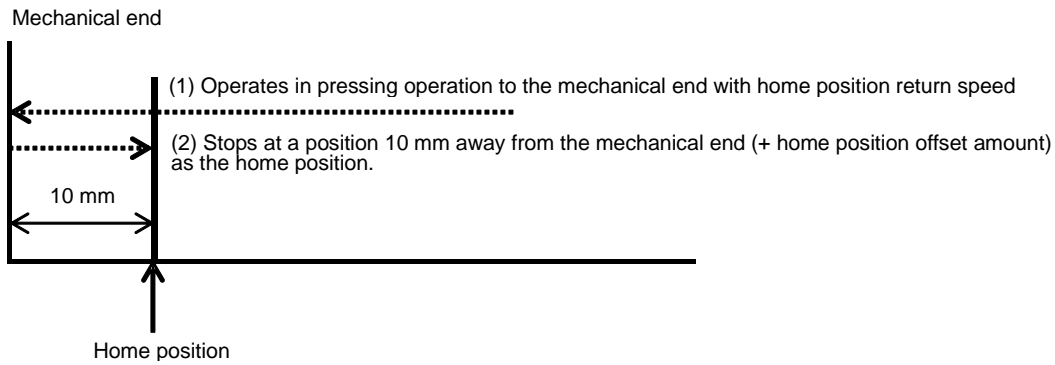 Mechanical end
(1) Operates in pressing operation to the mechanical end with home position return speed
(2) Stops at a position 10 mm away from the mechanical end (+ home position offset amount)
as the home position.
10 mm
Home position